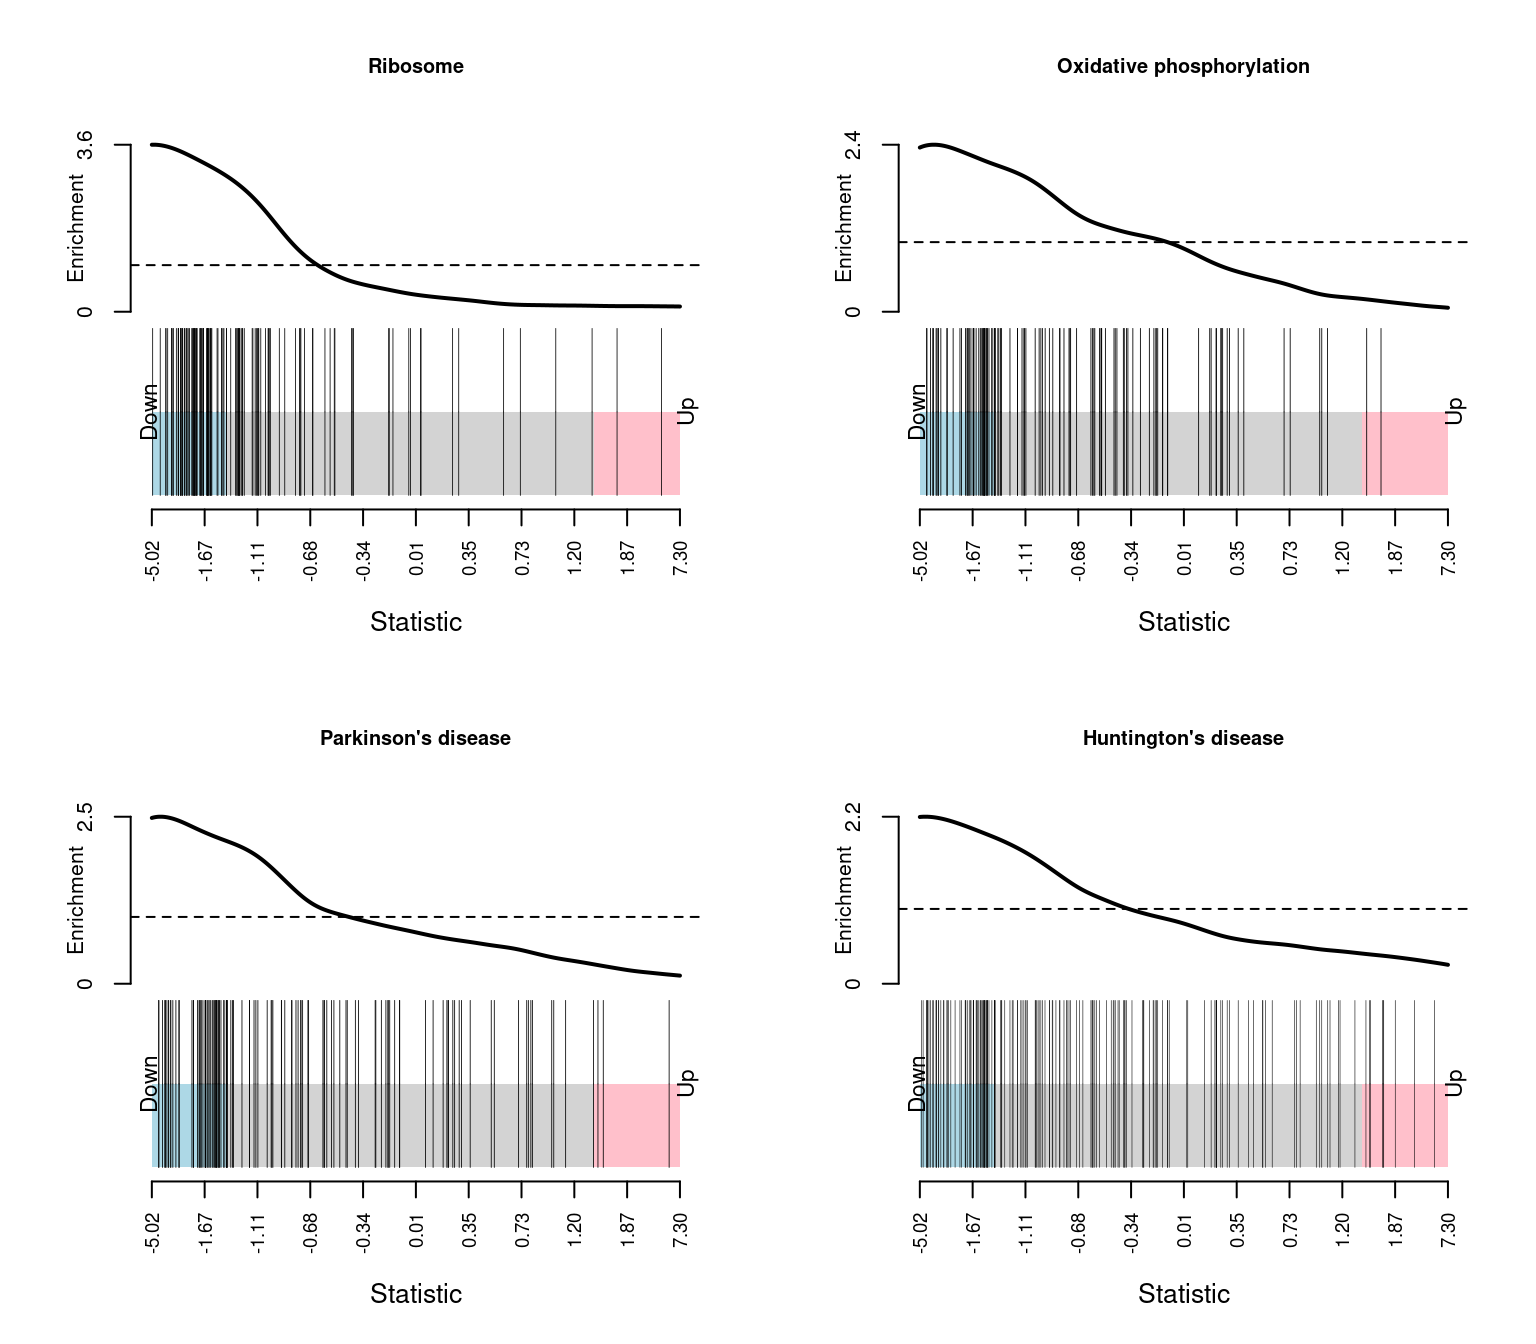 Ribosome
Enrichment
3.6
0
Down
Up
-5.02 -1.67 -1.11 -0.68 -0.34 0.01 0.35 0.73 1.20 1.87 7.30
Statistic
Oxidative phosphorylation
Enrichment
2.4
0
Down
Up
-5.02 -1.67 -1.11 -0.68 -0.34 0.01 0.35 0.73 1.20 1.87 7.30
Statistic
Parkinson's disease
Enrichment
2.5
0
Down
Up
-5.02 -1.67 -1.11 -0.68 -0.34 0.01 0.35 0.73 1.20 1.87 7.30
Statistic
Huntington's disease
Enrichment
2.2
0
Down
Up
-5.02 -1.67 -1.11 -0.68 -0.34 0.01 0.35 0.73 1.20 1.87 7.30
Statistic